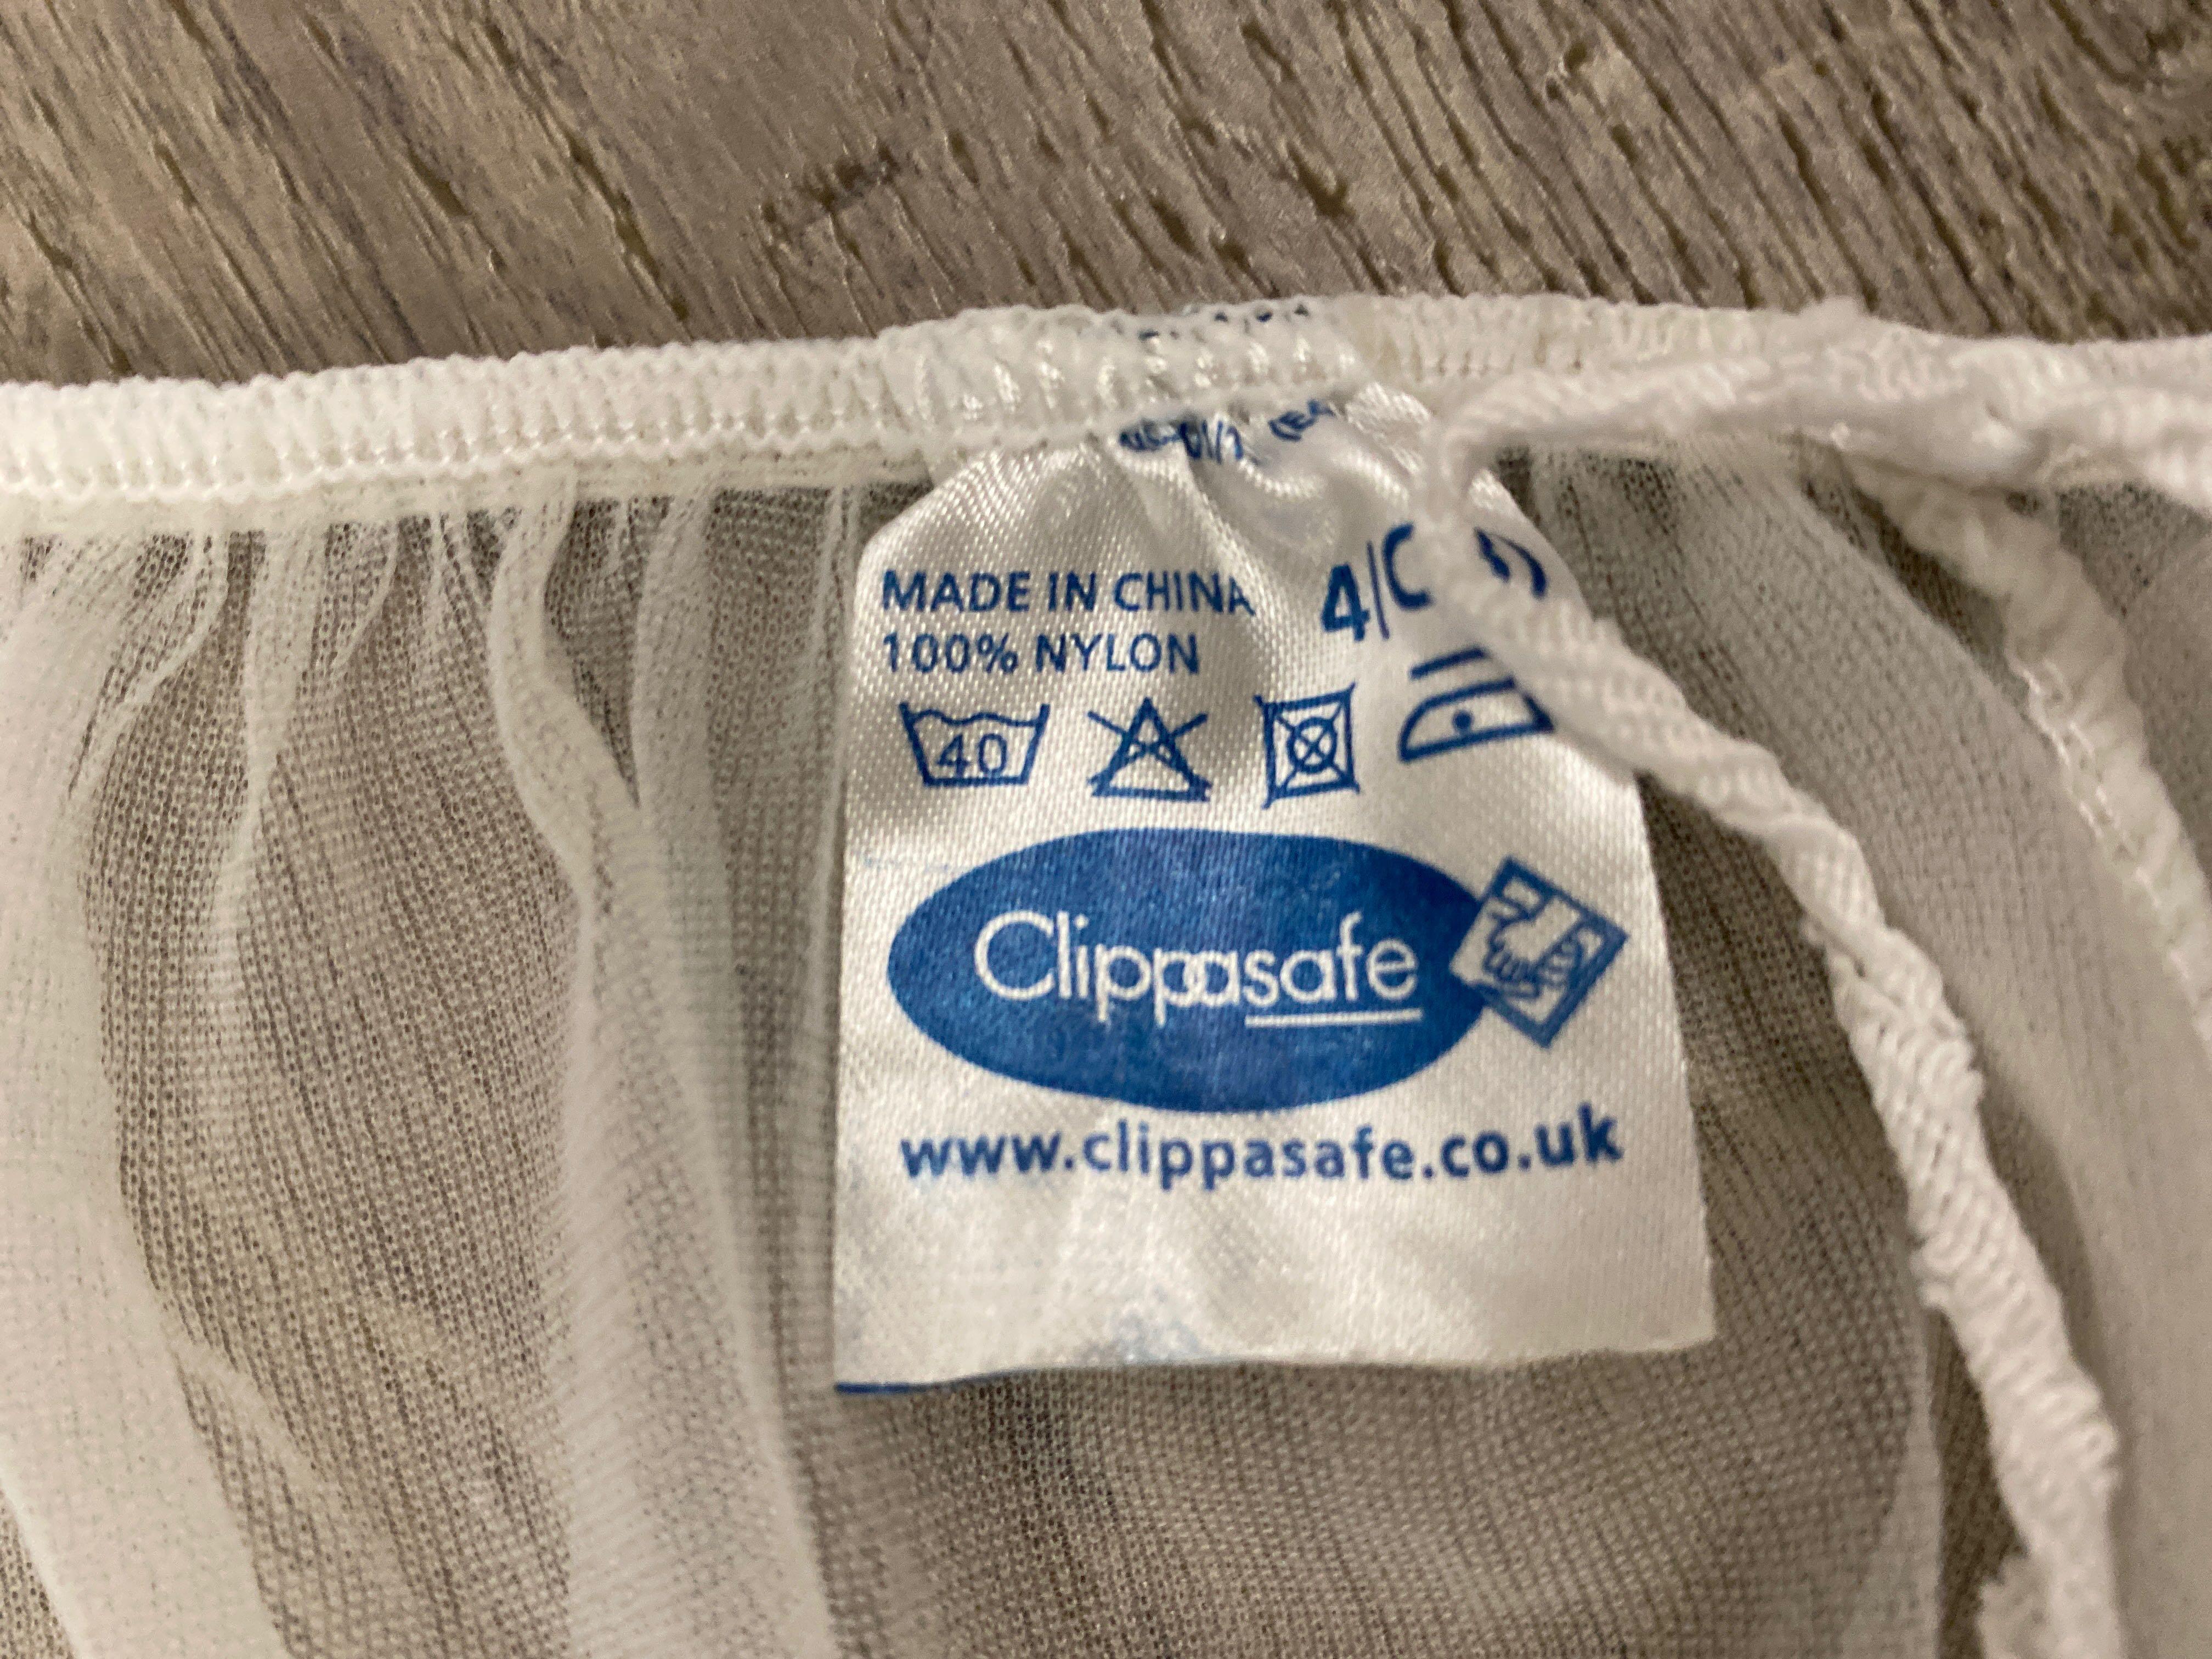 MADE IN CHINA
100% NYLON
40
Clippasafe
www.clippasafe.co.uk